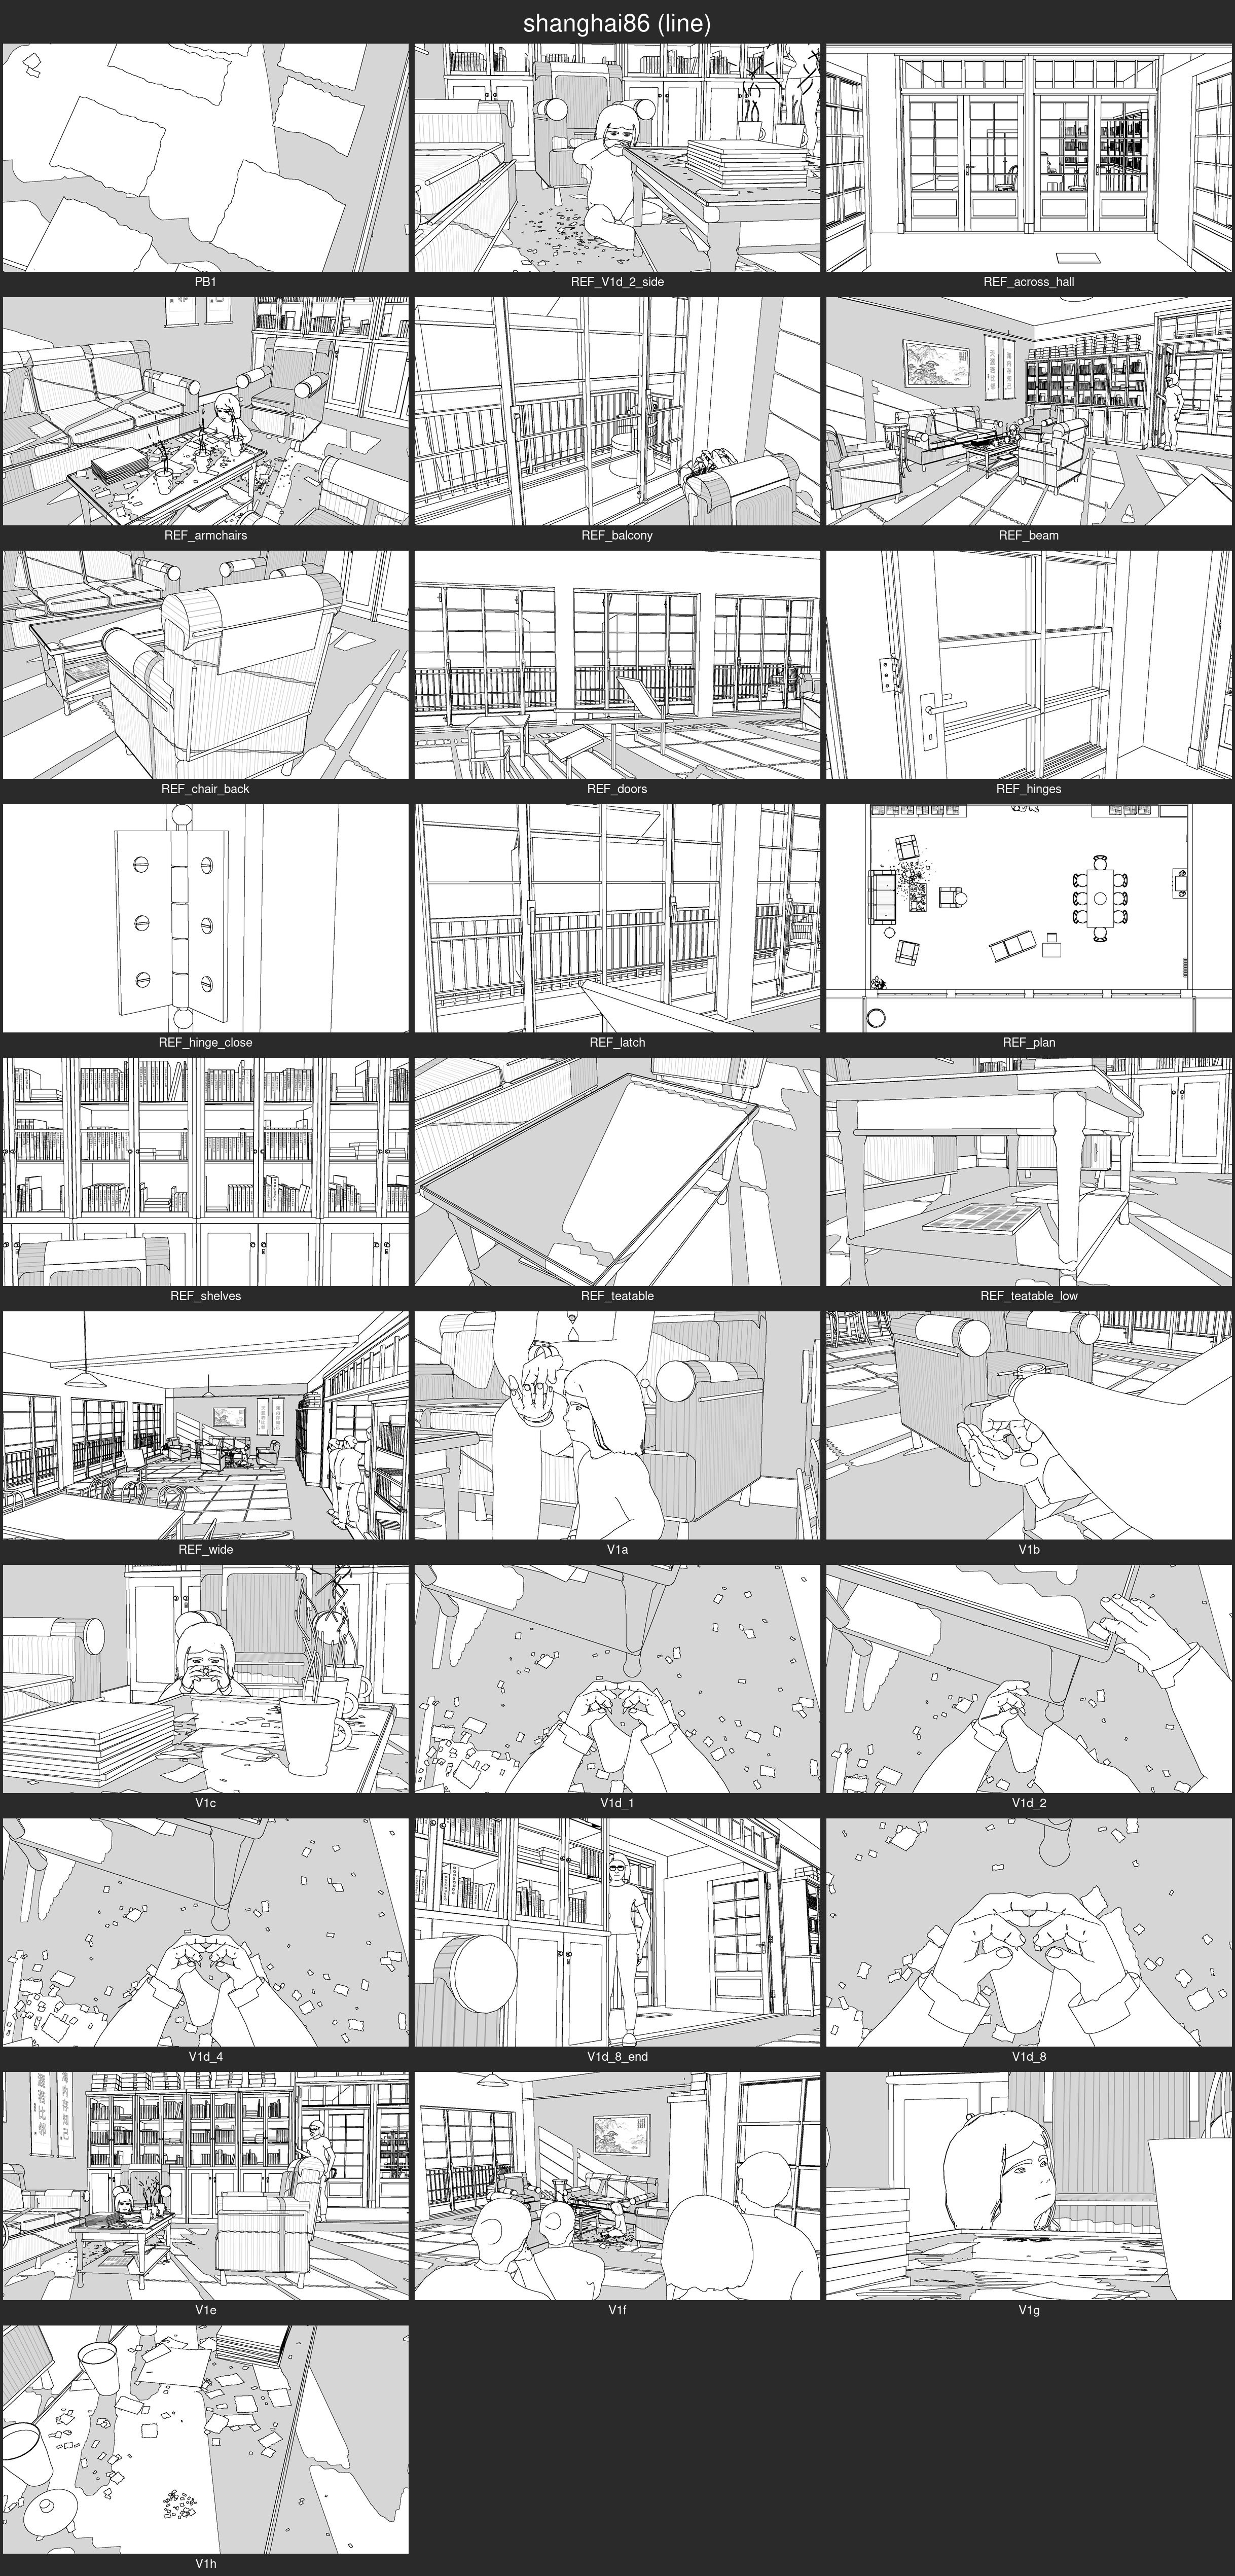 shanghai86 (line)
PB1
REF_V1d_2_side
REF_across_hall
REF_armchairs
REF_balcony
REF_beam
REF_chair_back
REF_doors
REF_hinges
REF_hinge_close
REF_latch
REF_plan
REF_shelves
REF_teatable
REF_teatable_low
REF_wide
V1a
V1b
V1c
V1d_1
V1d_2
V1d_4
V1d_8_end
V1d_8
V1e
V1f
V1g
V1h